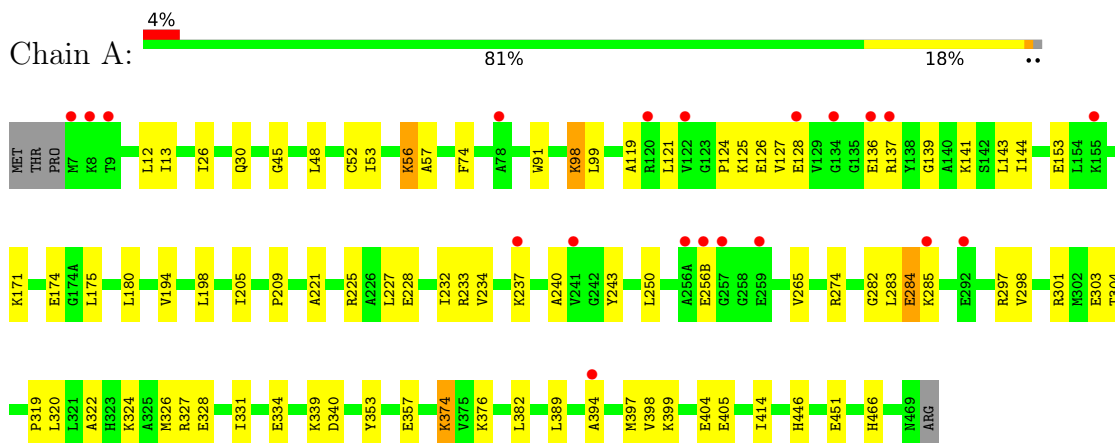 4%
Chain A:
81% 18% ••
MET THR PRO M7 K8 T9 L12 I13 I26 Q30 G45 L48 C52 I53 K56 A57 F74 A78 W91 K98 L99 A119 R120 L121 V122 G123 P124 K125 E126 V127 E128 V129 G134 G135 E136 R137 Y138 G139 A140 K141 S142 L143 I144 E153 L154 K155
K171 E174 G174A L175 L180 V194 L198 I205 P209 A221 R225 A226 L227 E228 I232 R233 V234 K237 A240 V241 G242 Y243 L250 A256A E256B G257 G258 E259 V265 R274 G282 L283 E284 K285 E292 R297 V298 R301 M302 E303 T304
P319 L320 L321 A322 H323 K324 A325 M326 R327 E328 I331 E334 K339 D340 Y353 E357 K374 V375 K376 L382 L389 A394 M397 V398 K399 E404 E405 I414 H446 E451 H466 N469 ARG